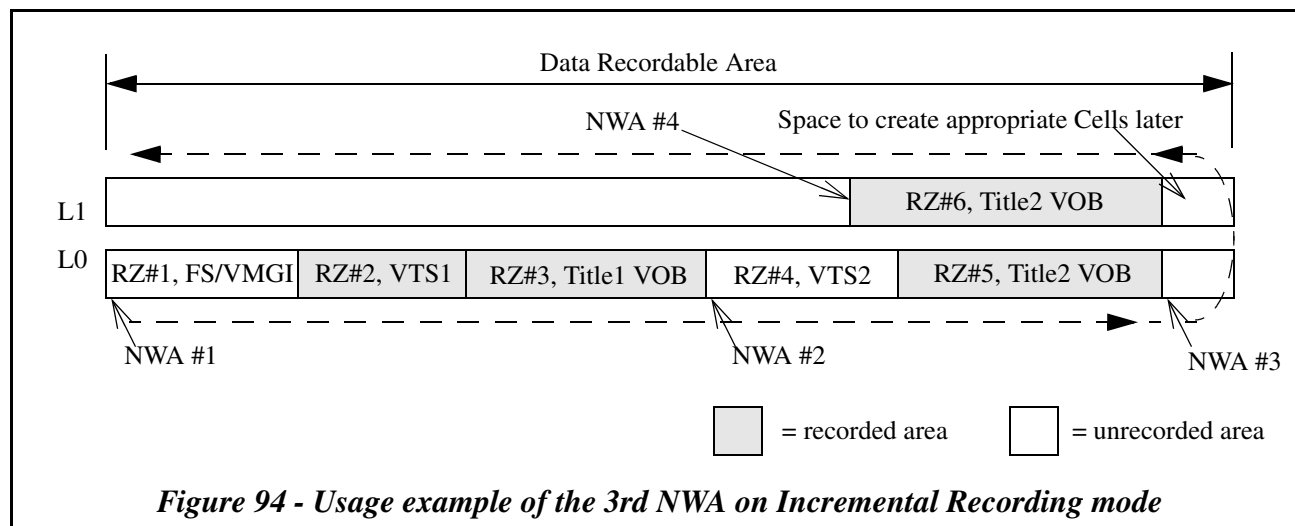 Data Recordable Area
NWA #4
Space to create appropriate Cells later
L1
RZ#6, Title2 VOB
L0
RZ#1, FS/VMGI
RZ#2, VTS1
RZ#3, Title1 VOB
RZ#4, VTS2
RZ#5, Title2 VOB
NWA #1
NWA #2
NWA #3
= recorded area
= unrecorded area
Figure 94 - Usage example of the 3rd NWA on Incremental Recording mode